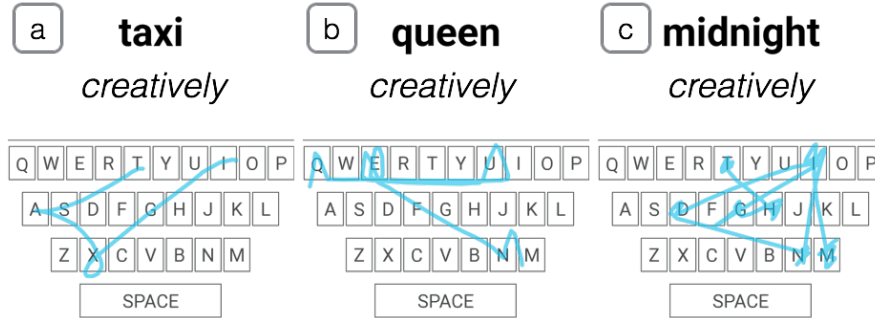 a taxi
creatively
Q W E R T Y U I O P
A S D F G H J K L
Z X C V B N M
SPACE
b queen
creatively
Q W E R T Y U I O P
A S D F G H J K L
Z X C V B N M
SPACE
c midnight
creatively
Q W E R T Y U I O P
A S D F G H J K L
Z X C V B N M
SPACE